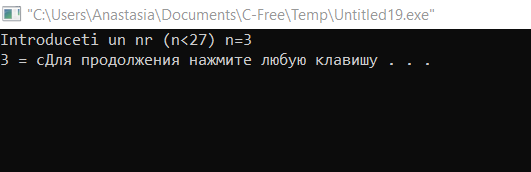 "C:\Users\Anastasia\Documents\C-Free\Temp\Untitled19.exe"
Introduceti un nr (n<27) n=3
3 = cДля продолжения нажмите любую клавишу . . .